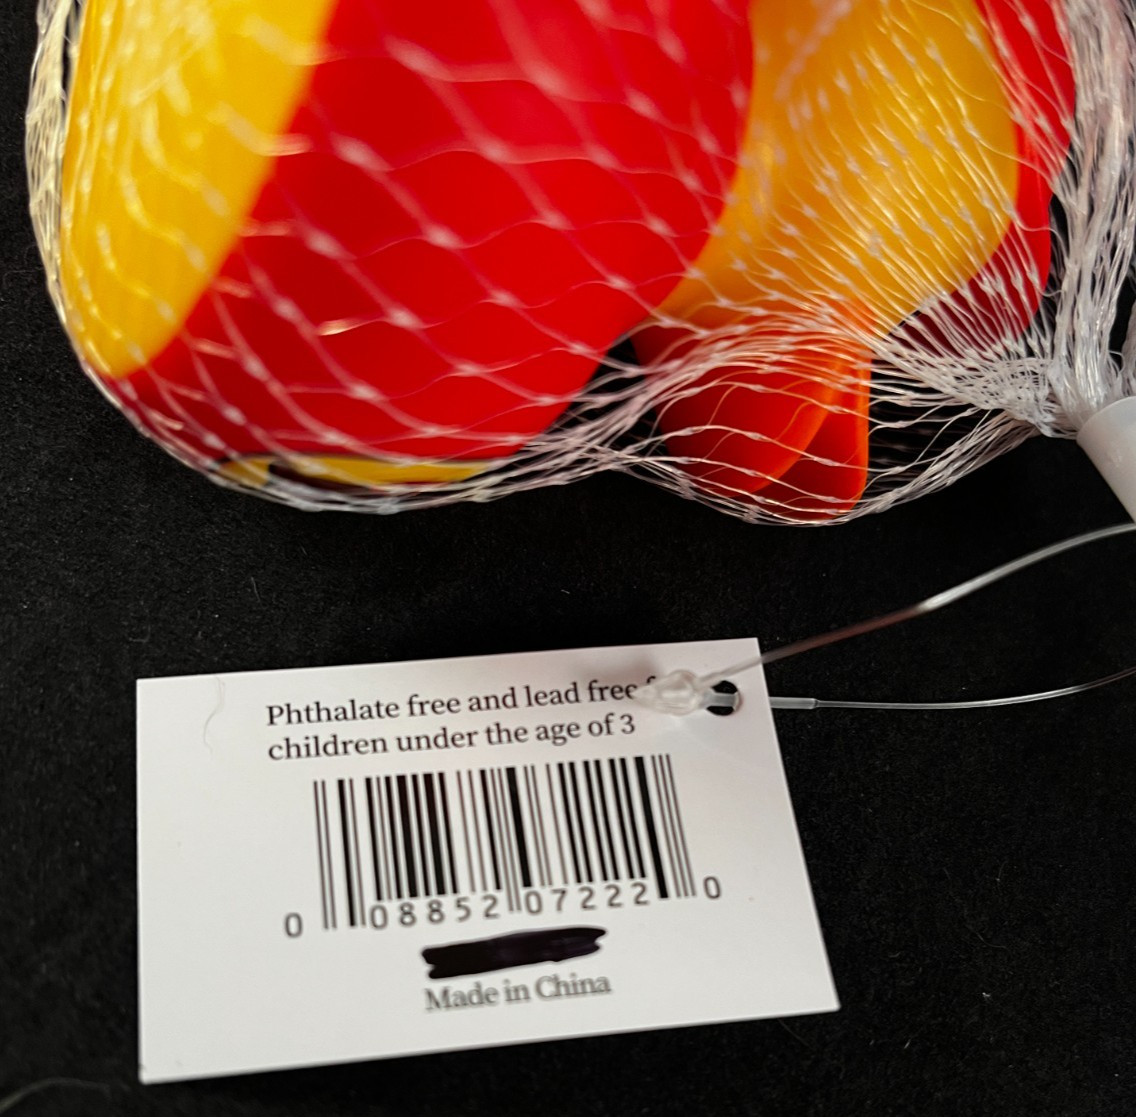 Phthalate free and lead free
children under the age of 3
0 08852 07222 0
Made in China